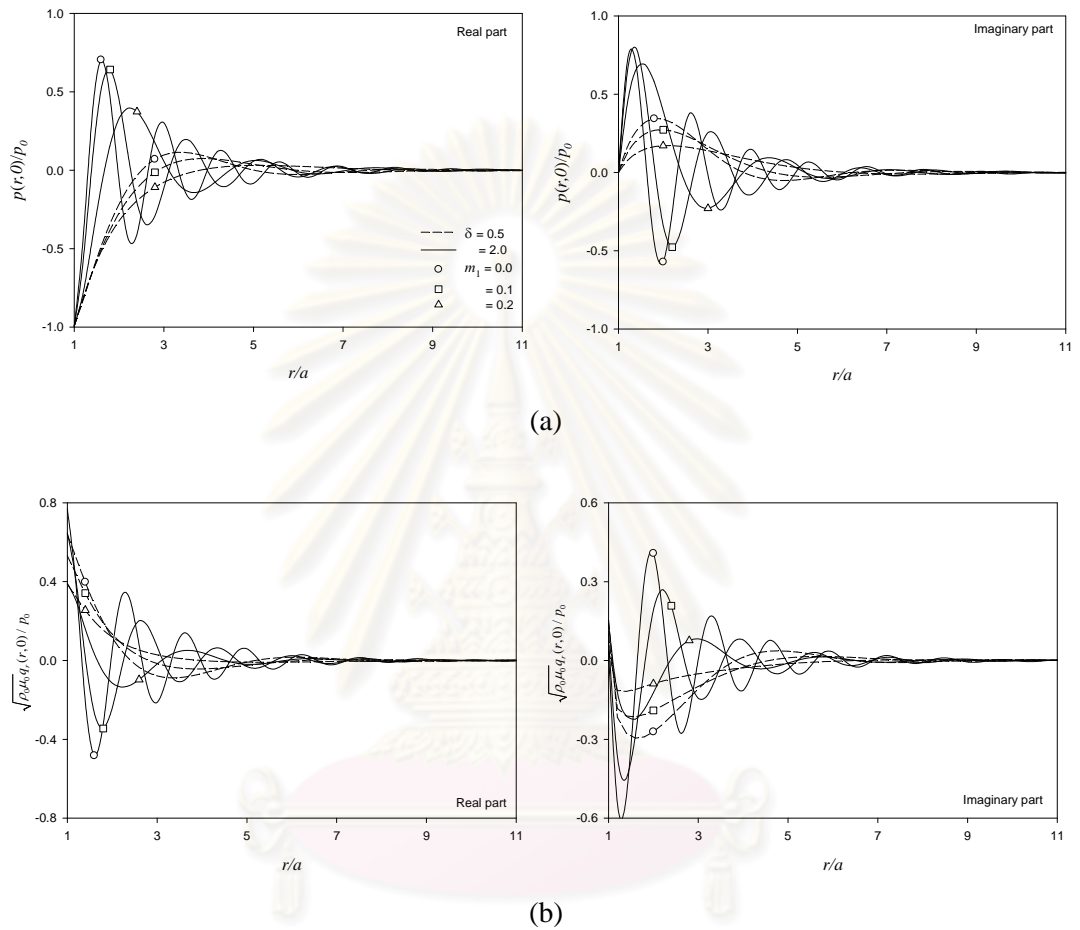 1.0
0.5
0.0
-0.5
-1.0
p(r,0)/p₀
Real part
δ = 0.5
= 2.0
m₁ = 0.0
= 0.1
= 0.2
1 3 5 7 9 11
r/a
1.0
0.5
0.0
-0.5
-1.0
p(r,0)/p₀
Imaginary part
1 3 5 7 9 11
r/a
(a)
0.8
0.4
0.0
-0.4
-0.8
√ρ₀μ₀ qᵣ(r,0) / p₀
Real part
1 3 5 7 9 11
r/a
0.6
0.3
0.0
-0.3
-0.6
√ρ₀μ₀ qᵣ(r,0) / p₀
Imaginary part
1 3 5 7 9 11
r/a
(b)